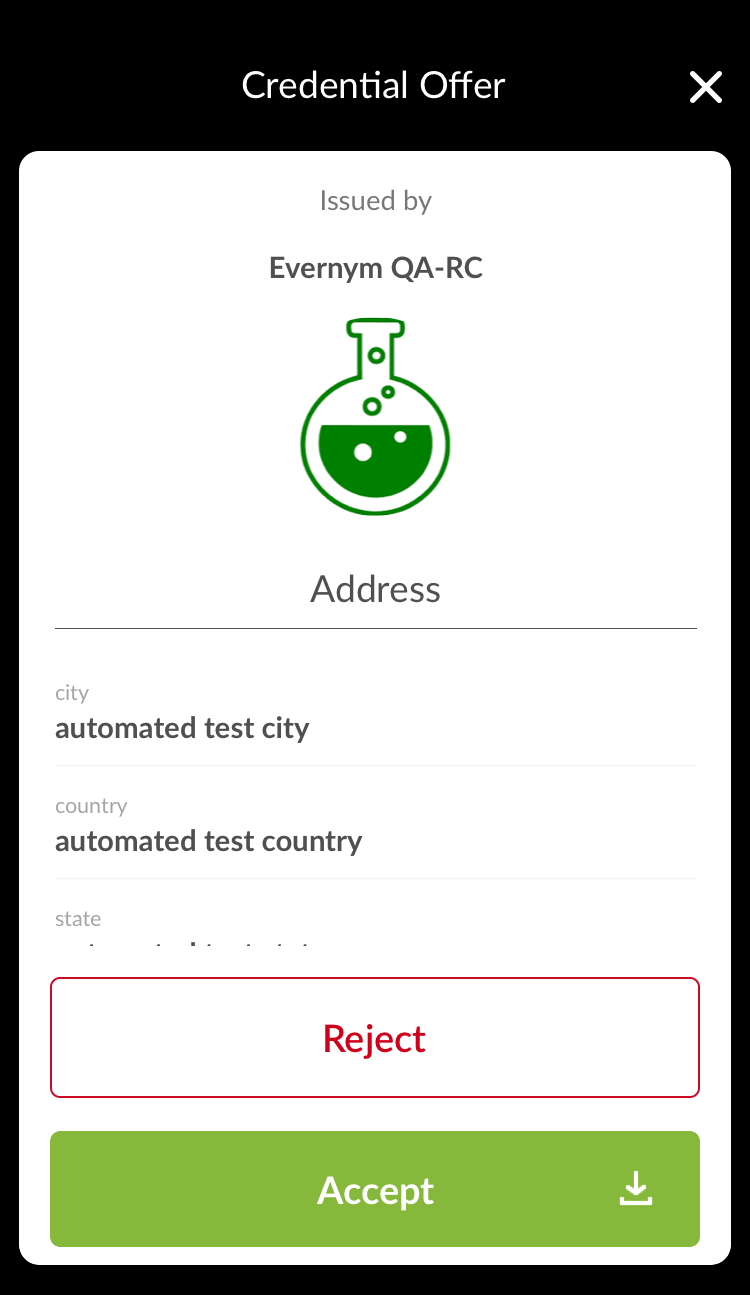 Credential Offer
Issued by
Evernym QA-RC
Address
city
automated test city
country
automated test country
state
Reject
Accept